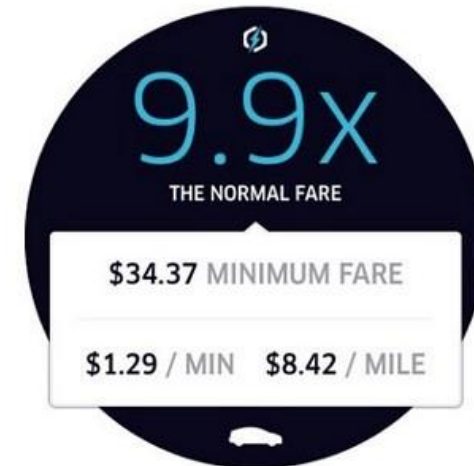 9.9x
THE NORMAL FARE
$34.37 MINIMUM FARE
$1.29 / MIN $8.42 / MILE